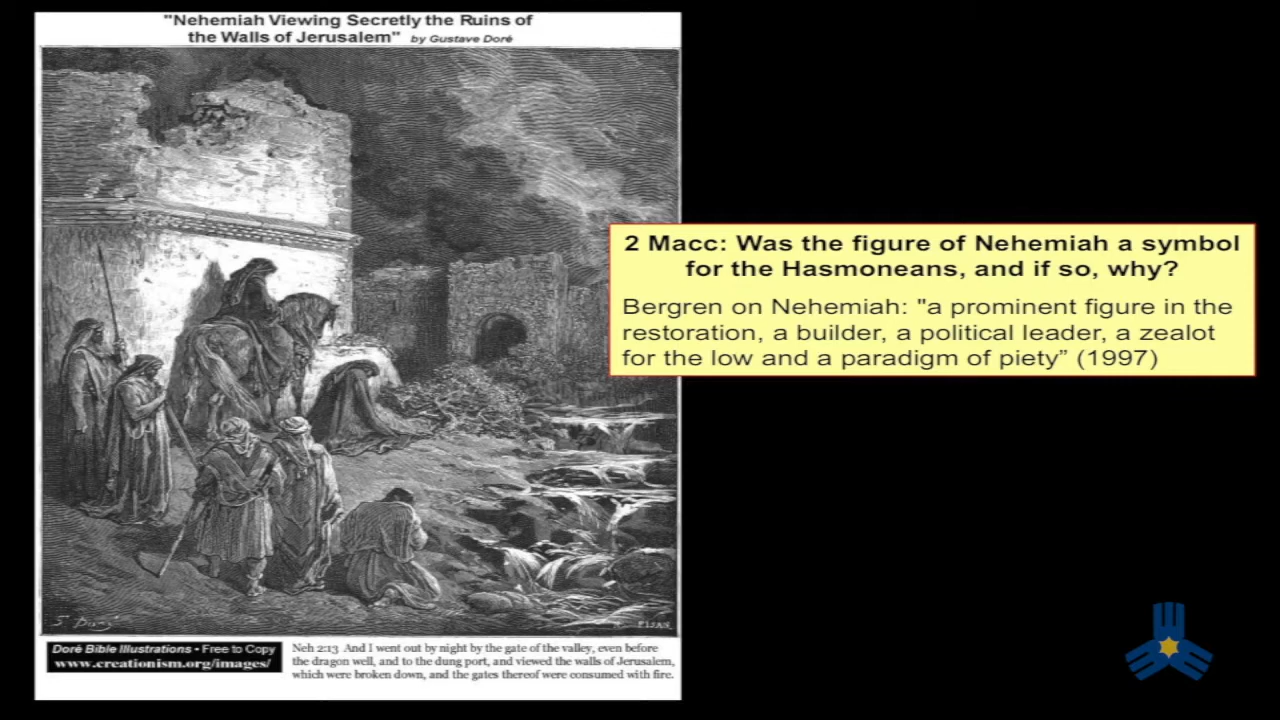 "Nehemiah Viewing Secretly the Ruins of
the Walls of Jerusalem" by Gustave Doré
2 Macc: Was the figure of Nehemiah a symbol
for the Hasmoneans, and if so, why?
Bergren on Nehemiah: "a prominent figure in the
restoration, a builder, a political leader, a zealot
for the low and a paradigm of piety” (1997)
PISAN
Doré Bible Illustrations • Free to Copy
www.creationism.org/images/
Neh 2:13 And I went out by night by the gate of the valley, even before
the dragon well, and to the dung port, and viewed the walls of Jerusalem,
which were broken down, and the gates thereof were consumed with fire.